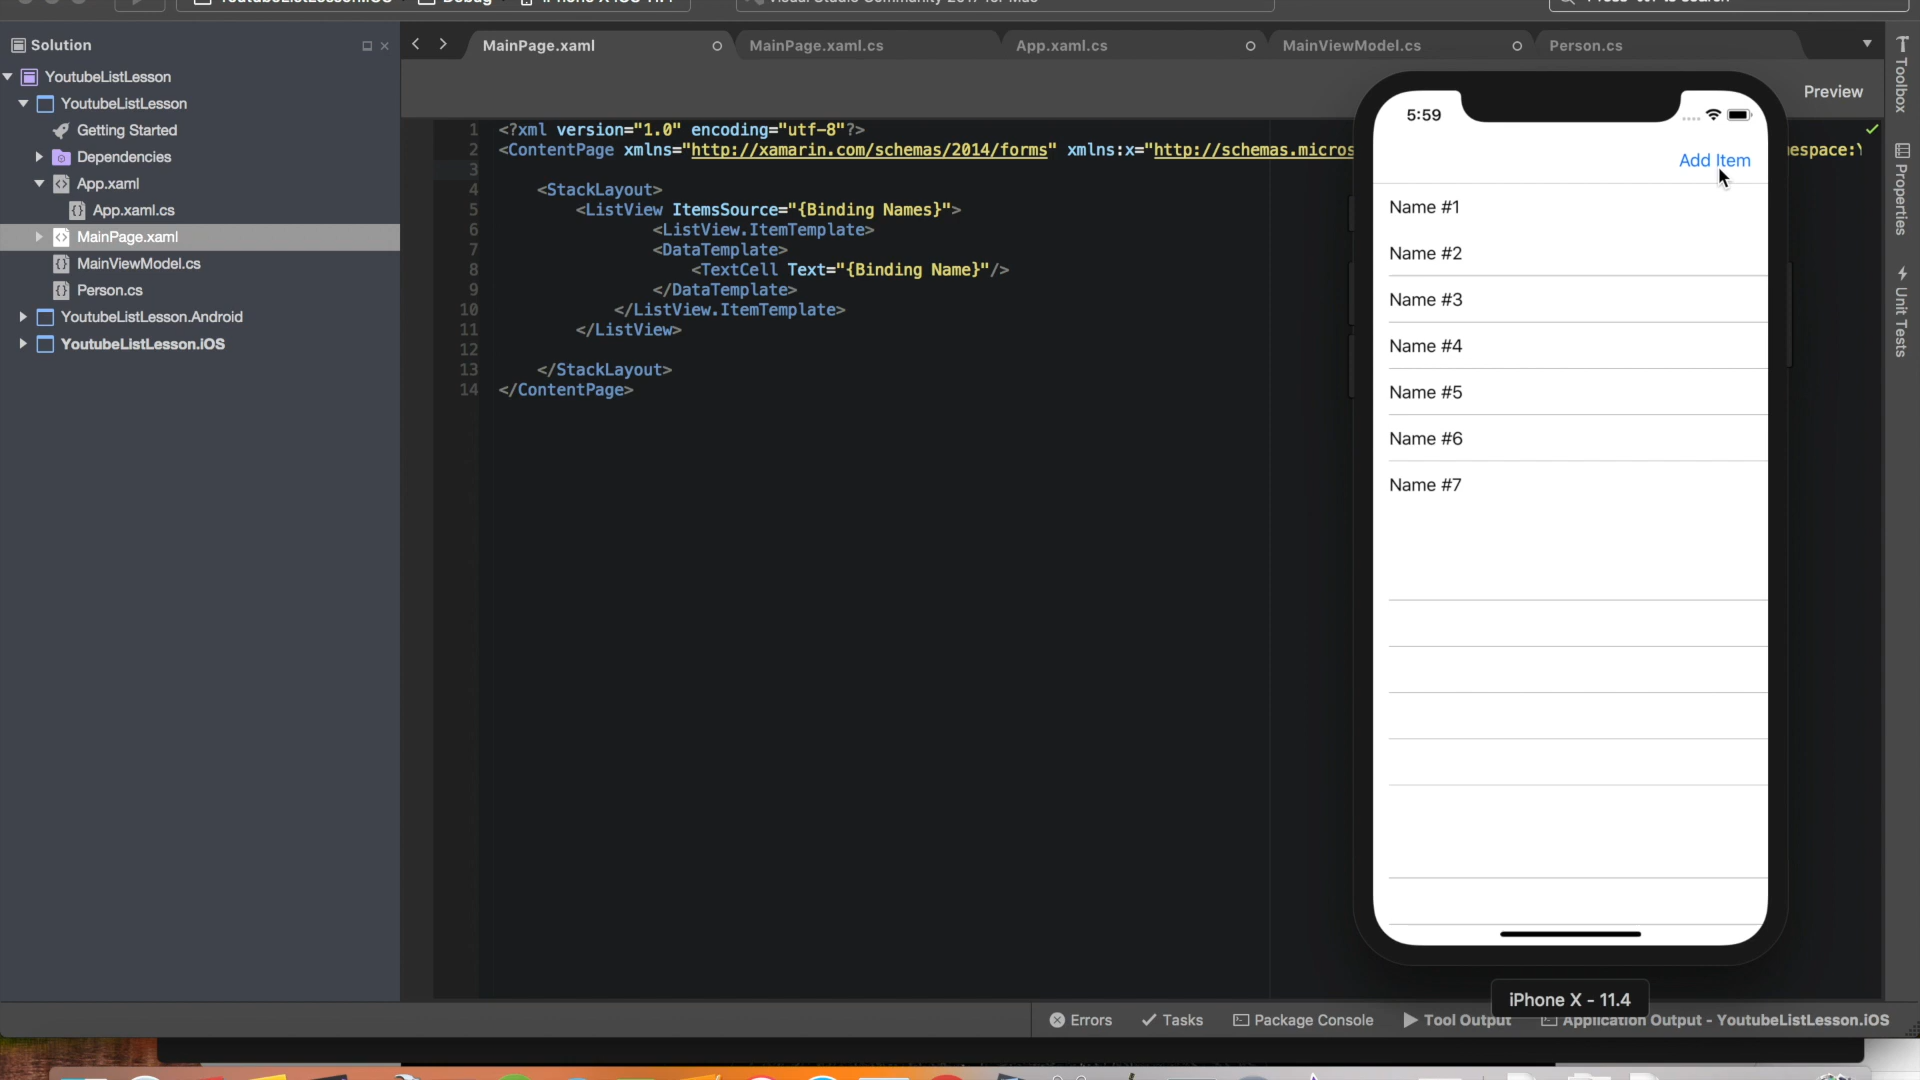 Solution
YoutubeListLesson
YoutubeListLesson
Getting Started
Dependencies
App.xaml
App.xaml.cs
MainPage.xaml
MainViewModel.cs
Person.cs
YoutubeListLesson.Android
YoutubeListLesson.iOS
MainPage.xaml
MainPage.xaml.cs
App.xaml.cs
MainViewModel.cs
Person.cs
Preview
1 <?xml version="1.0" encoding="utf-8"?>
2 <ContentPage xmlns="http://xamarin.com/schemas/2014/forms" xmlns:x="http://schemas.micros
3
4 <StackLayout>
5 <ListView ItemsSource="{Binding Names}">
6 <ListView.ItemTemplate>
7 <DataTemplate>
8 <TextCell Text="{Binding Name}"/>
9 </DataTemplate>
10 </ListView.ItemTemplate>
11 </ListView>
12
13 </StackLayout>
14 </ContentPage>
5:59
Add Item
Name #1
Name #2
Name #3
Name #4
Name #5
Name #6
Name #7
iPhone X - 11.4
Toolbox
Properties
Unit Tests
Errors
Tasks
Package Console
Tool Output
Application Output - YoutubeListLesson.iOS